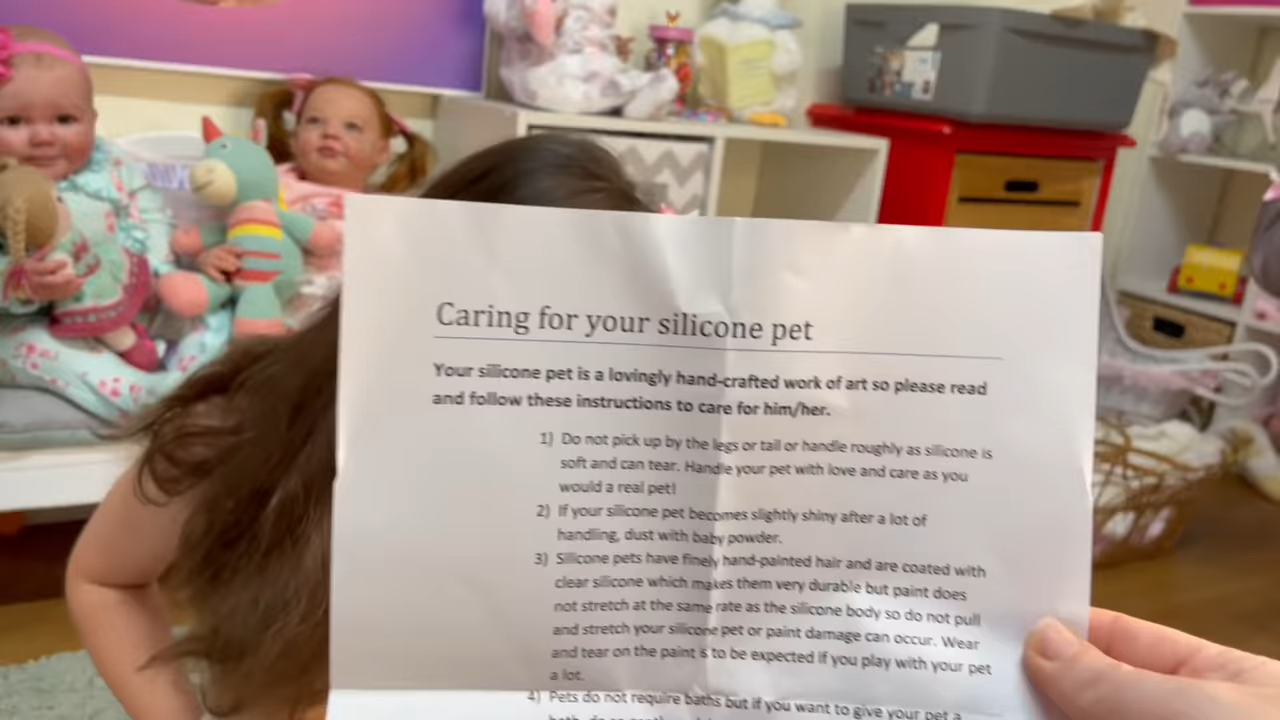 Caring for your silicone pet
Your silicone pet is a lovingly hand-crafted work of art so please read
and follow these instructions to care for him/her.
1) Do not pick up by the legs or tail or handle roughly as silicone is
soft and can tear. Handle your pet with love and care as you
would a real pet!
2) If your silicone pet becomes slightly shiny after a lot of
handling, dust with baby powder.
3) Silicone pets have finely hand-painted hair and are coated with
clear silicone which makes them very durable but paint does
not stretch at the same rate as the silicone body so do not pull
and stretch your silicone pet or paint damage can occur. Wear
and tear on the paint is to be expected if you play with your pet
a lot.
4) Pets do not require baths but if you want to give your pet a